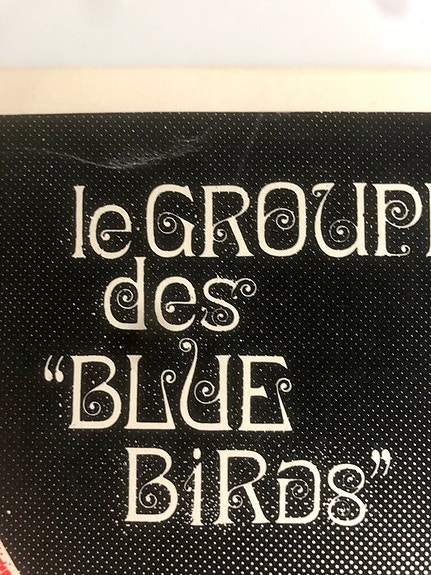 le GROUP
des
“BLUE
BiRds”